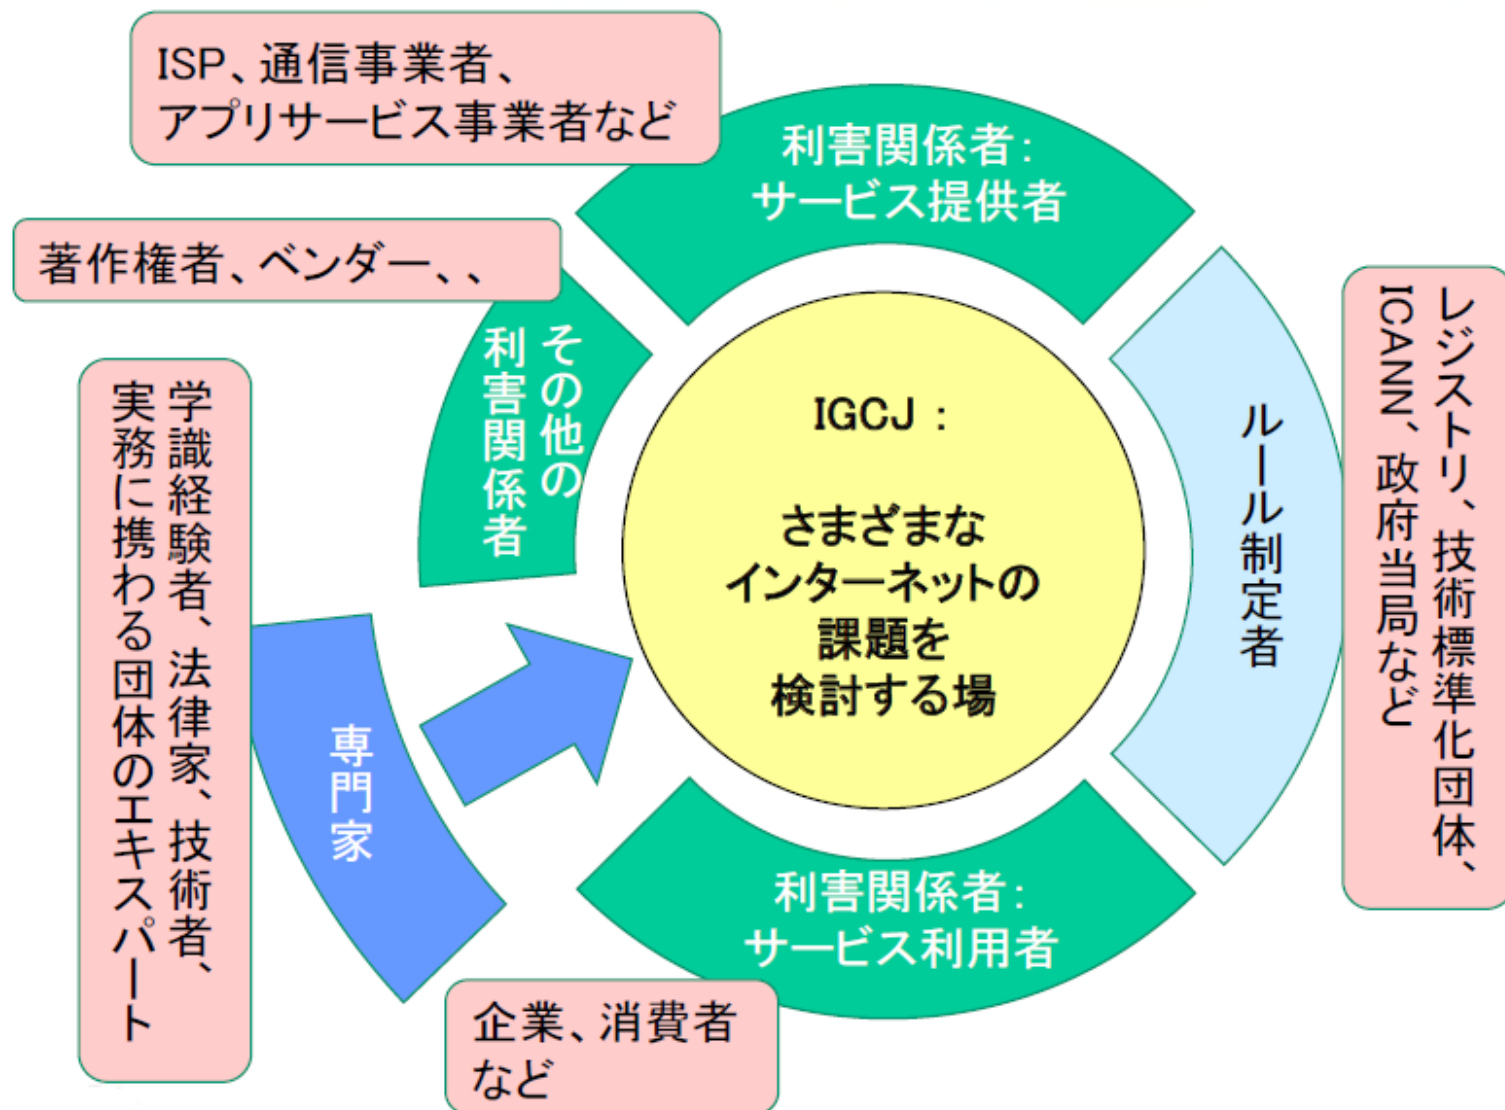 ISP、通信事業者、
アプリサービス事業者など
利害関係者：
サービス提供者
著作権者、ベンダー、、
その他の
利害関係者
レジストリ、技術標準化団体、
ICANN、政府当局など
ルール制定者
IGCJ：
さまざまな
インターネットの
課題を
検討する場
学識経験者、法律家、技術者、
実務に携わる団体のエキスパート
専門家
利害関係者：
サービス利用者
企業、消費者
など